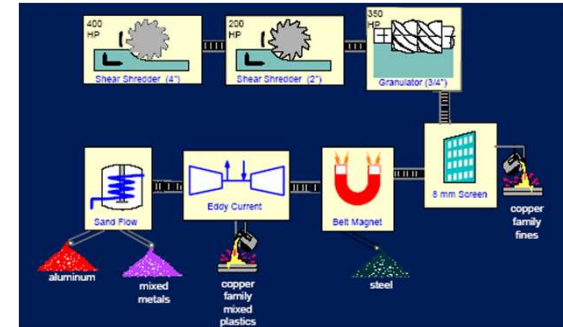 400
HP
Shear Shredder (4")
200
HP
Shear Shredder (2")
350
HP
Granulator (3/4")
Sand Flow
Eddy Current
Belt Magnet
8 mm Screen
copper
family
fines
aluminum
mixed
metals
copper
family
mixed
plastics
steel